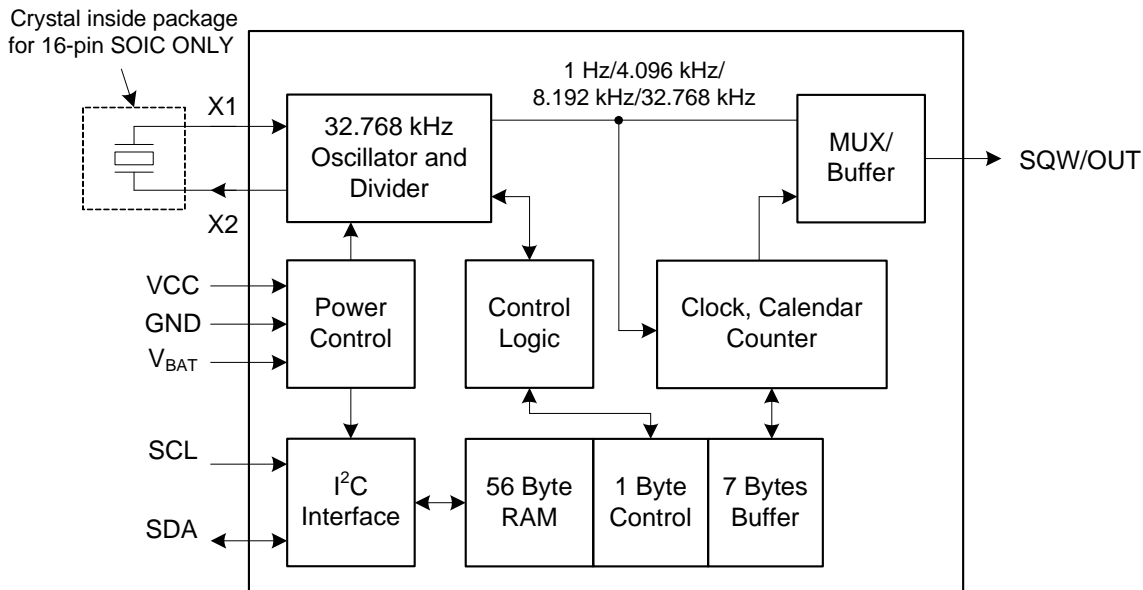 Crystal inside package
for 16-pin SOIC ONLY
X1
X2
32.768 kHz
Oscillator and
Divider
1 Hz/4.096 kHz/
8.192 kHz/32.768 kHz
MUX/
Buffer
SQW/OUT
VCC
GND
VBAT
Power
Control
Control
Logic
Clock, Calendar
Counter
SCL
SDA
I²C
Interface
56 Byte
RAM
1 Byte
Control
7 Bytes
Buffer